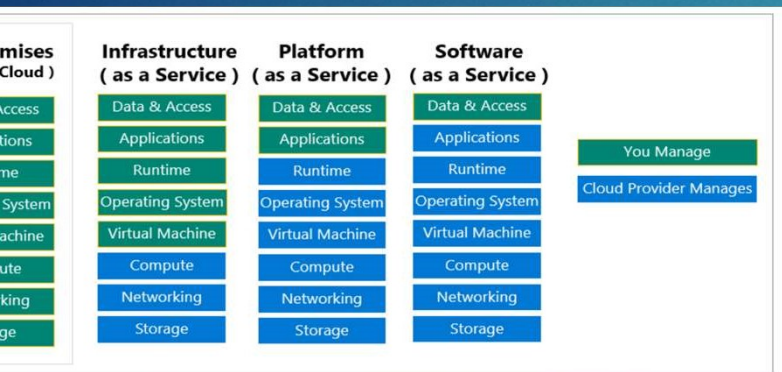 mises
Cloud )
Access
tions
me
System
achine
ute
king
ge
Infrastructure
( as a Service )
Data & Access
Applications
Runtime
Operating System
Virtual Machine
Compute
Networking
Storage
Platform
( as a Service )
Data & Access
Applications
Runtime
Operating System
Virtual Machine
Compute
Networking
Storage
Software
( as a Service )
Data & Access
Applications
Runtime
Operating System
Virtual Machine
Compute
Networking
Storage
You Manage
Cloud Provider Manages